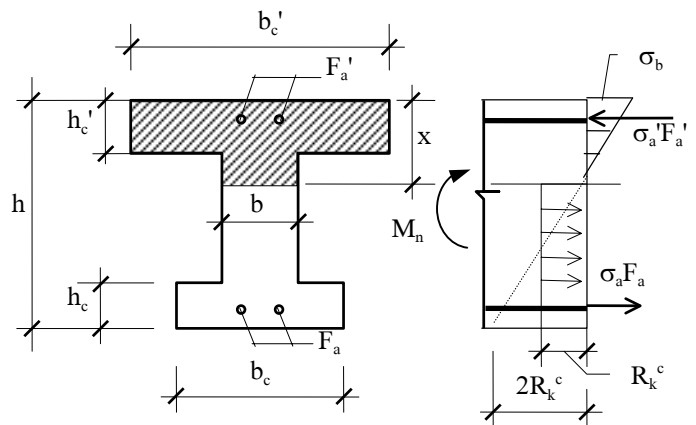 b_c'
F_a'
σ_b
h_c'
x
σ_a'F_a'
h
b
M_n
h_c
σ_aF_a
F_a
b_c
2R_k^c
R_k^c